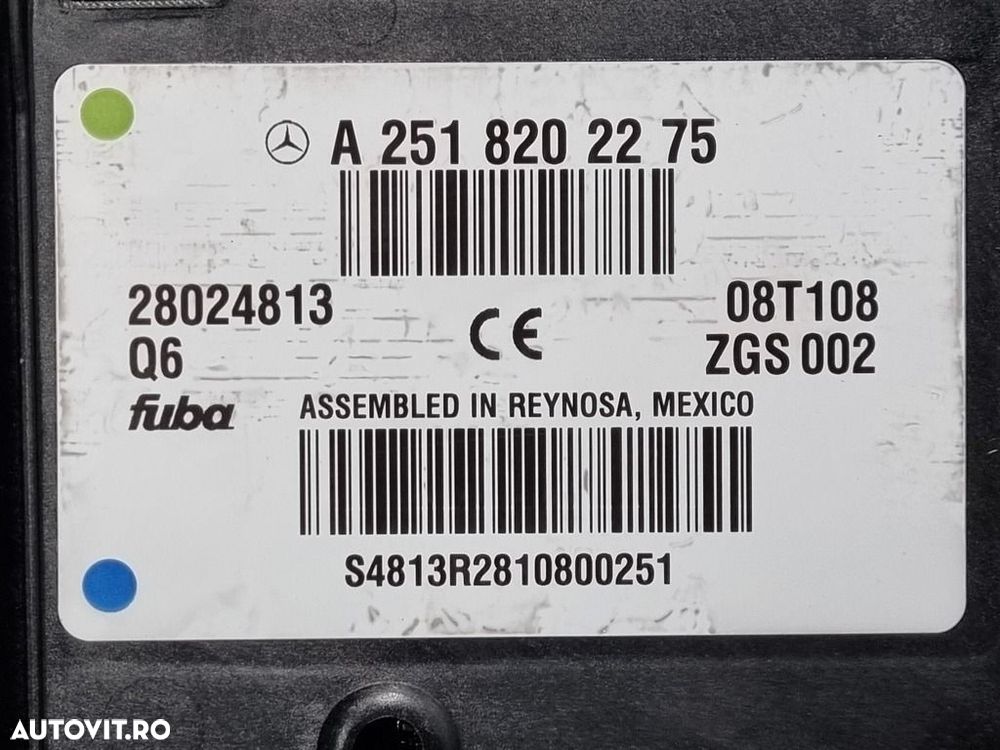 A 251 820 22 75
28024813
08T108
Q6
ZGS 002
CE
fuba
ASSEMBLED IN REYNOSA, MEXICO
S4813R2810800251
AUTOVIT.RO